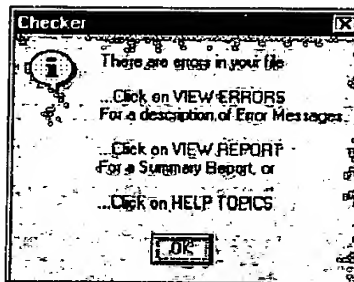 Checker
There are errors in your file
...Click on VIEW ERRORS
For a description of Error Messages
...Click on VIEW REPORT
For a Summary Report, or
...Click on HELP TOPICS
OK